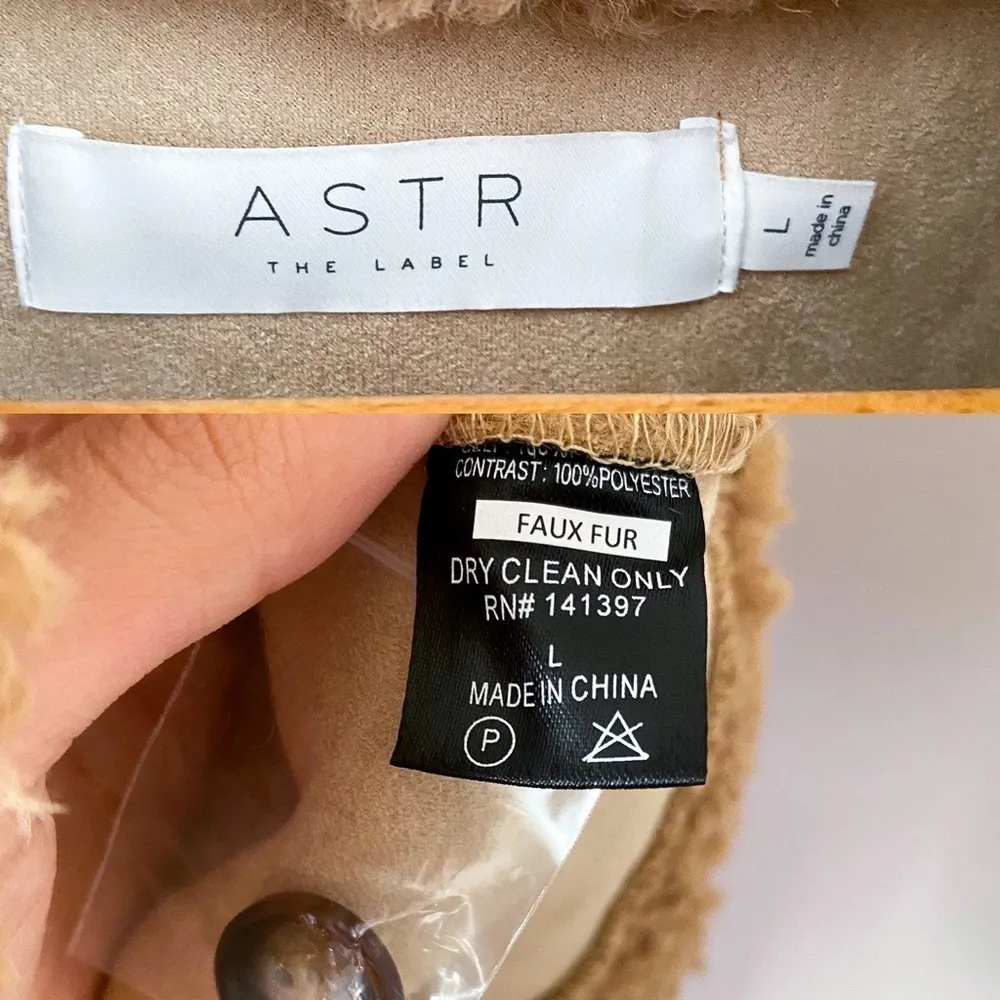 ASTR
THE LABEL
L
made in
china
CONTRAST: 100%POLYESTER
FAUX FUR
DRY CLEAN ONLY
RN# 141397
L
MADE IN CHINA
P